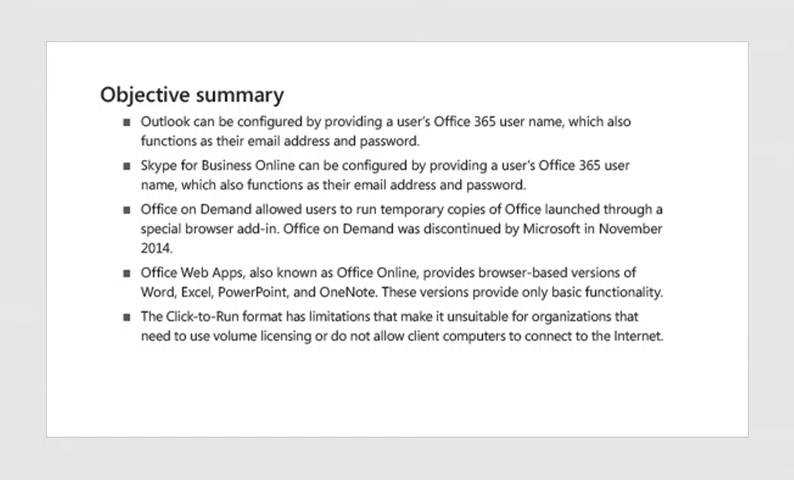 Objective summary
■ Outlook can be configured by providing a user's Office 365 user name, which also
functions as their email address and password.
■ Skype for Business Online can be configured by providing a user's Office 365 user
name, which also functions as their email address and password.
■ Office on Demand allowed users to run temporary copies of Office launched through a
special browser add-in. Office on Demand was discontinued by Microsoft in November
2014.
■ Office Web Apps, also known as Office Online, provides browser-based versions of
Word, Excel, PowerPoint, and OneNote. These versions provide only basic functionality.
■ The Click-to-Run format has limitations that make it unsuitable for organizations that
need to use volume licensing or do not allow client computers to connect to the Internet.